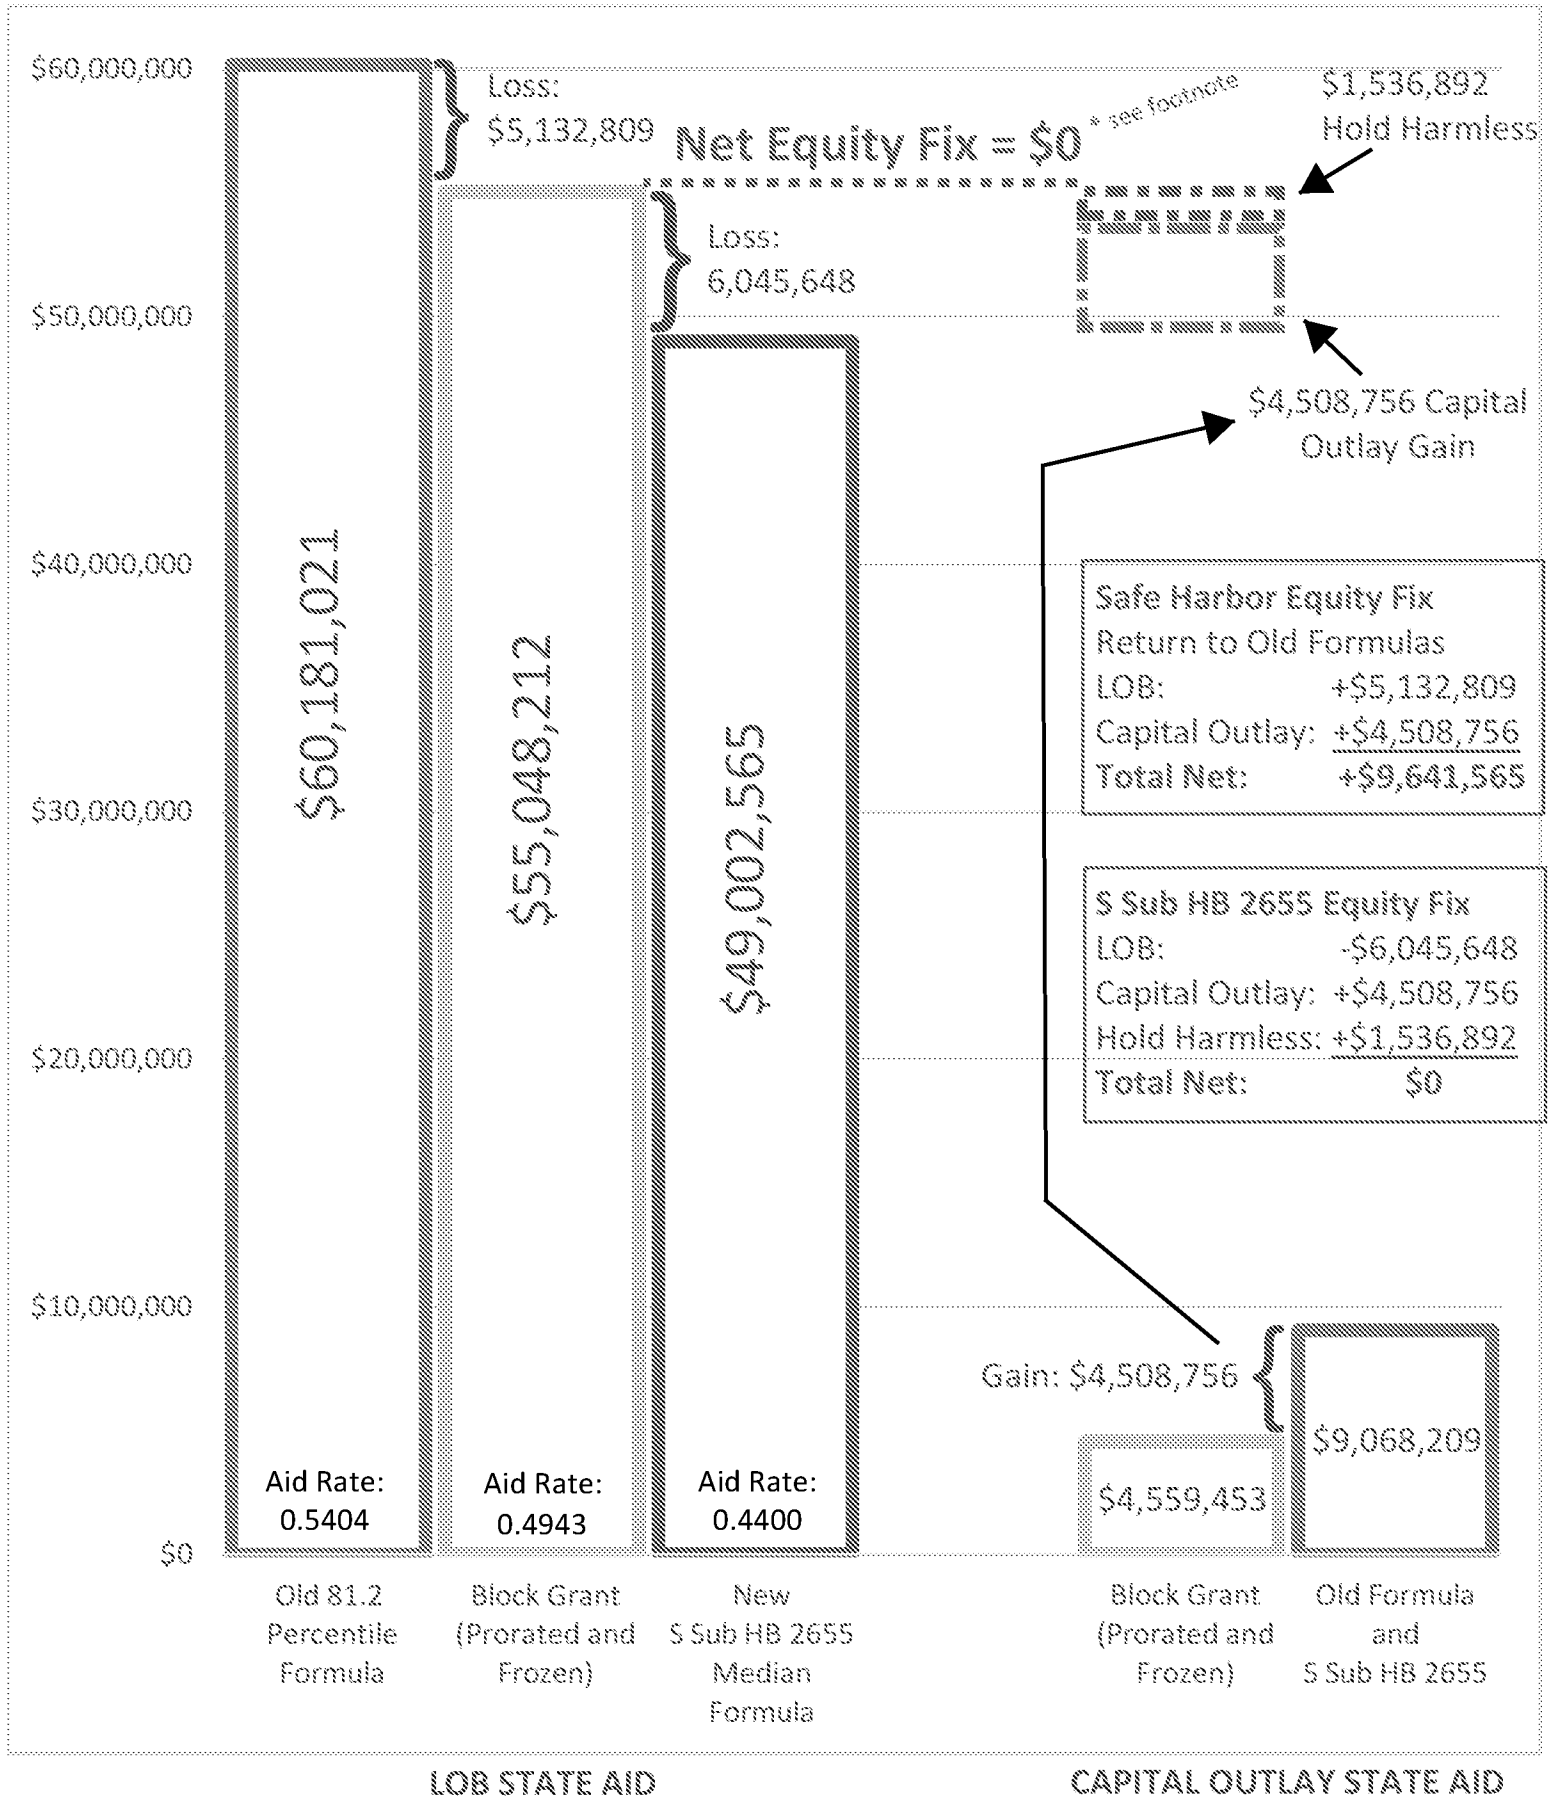 $60,000,000
Loss:
$5,132,809
Net Equity Fix = $0
* see footnote
$1,536,892
Hold Harmless
Loss:
6,045,648
$50,000,000
$4,508,756 Capital
Outlay Gain
$40,000,000
$60,181,021
$55,048,212
$49,002,565
Safe Harbor Equity Fix
Return to Old Formulas
LOB: +$5,132,809
Capital Outlay: +$4,508,756
Total Net: +$9,641,565
$30,000,000
S Sub HB 2655 Equity Fix
LOB: -$6,045,648
Capital Outlay: +$4,508,756
Hold Harmless: +$1,536,892
Total Net: $0
$20,000,000
$10,000,000
Gain: $4,508,756
$9,068,209
$4,559,453
Aid Rate:
0.5404
Aid Rate:
0.4943
Aid Rate:
0.4400
$0
Old 81.2
Percentile
Formula
Block Grant
(Prorated and
Frozen)
New
S Sub HB 2655
Median
Formula
Block Grant
(Prorated and
Frozen)
Old Formula
and
S Sub HB 2655
LOB STATE AID
CAPITAL OUTLAY STATE AID